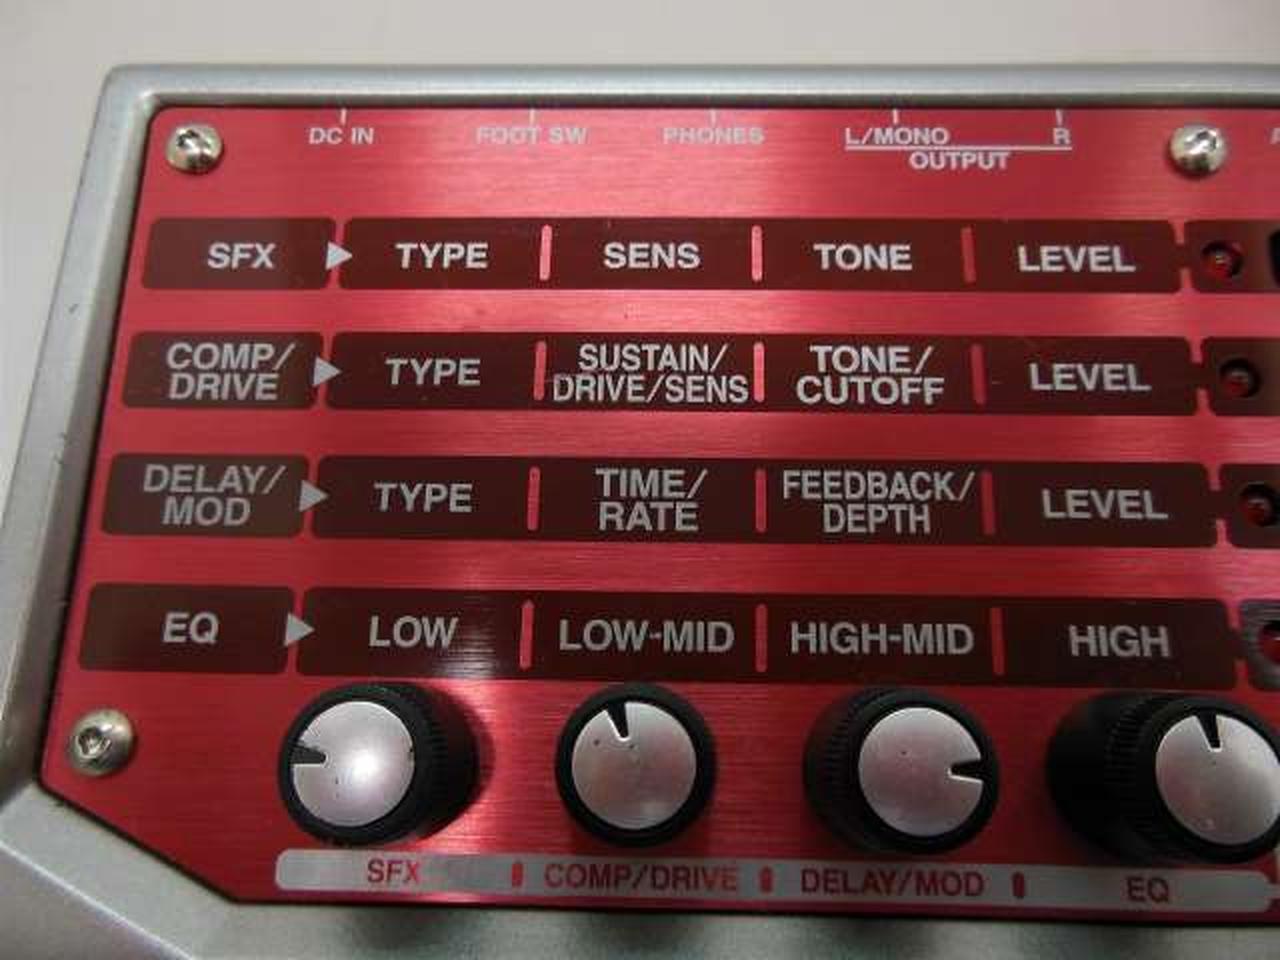 DC IN FOOT SW PHONES L/MONO R
OUTPUT
SFX TYPE SENS TONE LEVEL
COMP/ SUSTAIN/ TONE/
DRIVE TYPE DRIVE/SENS CUTOFF LEVEL
DELAY/ TIME/ FEEDBACK/
MOD TYPE RATE DEPTH LEVEL
EQ LOW LOW-MID HIGH-MID HIGH
SFX COMP/DRIVE DELAY/MOD EQ